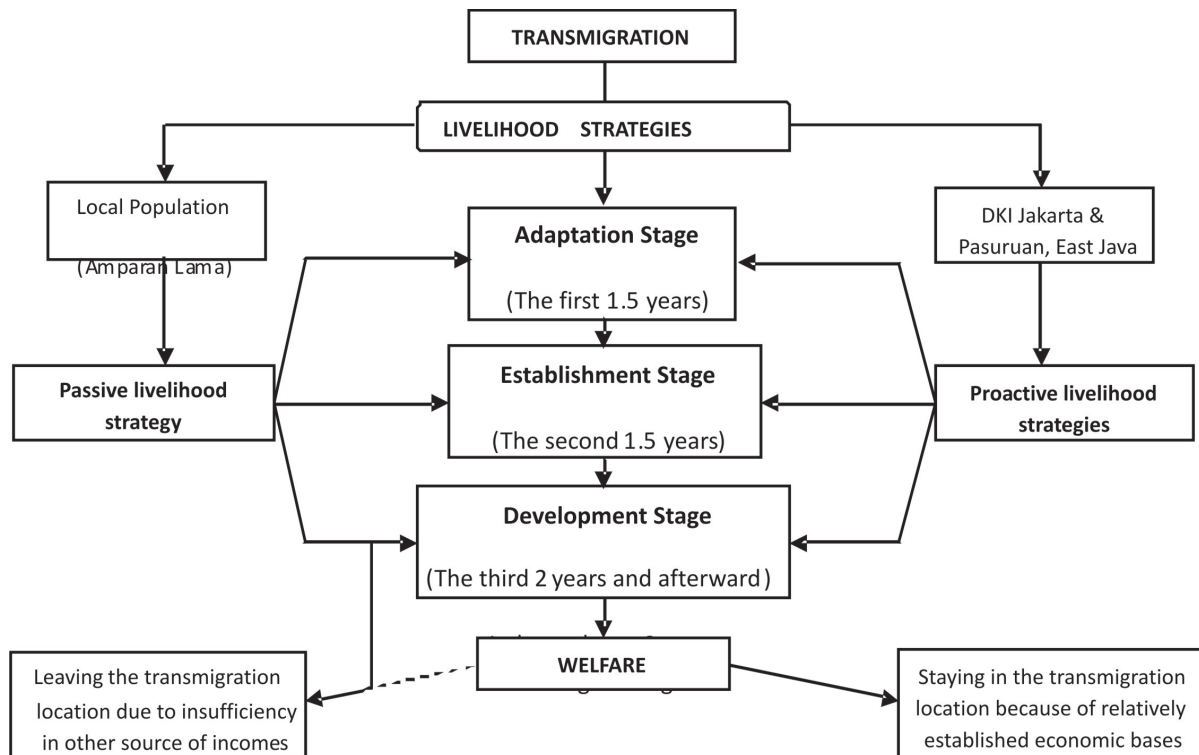 TRANSMIGRATION
LIVELIHOOD STRATEGIES
Local Population
(Amparan Lama)
Adaptation Stage
(The first 1.5 years)
DKI Jakarta &
Pasuruan, East Java
Passive livelihood
strategy
Establishment Stage
(The second 1.5 years)
Proactive livelihood
strategies
Development Stage
(The third 2 years and afterward)
WELFARE
Leaving the transmigration
location due to insufficiency
in other source of incomes
Staying in the transmigration
location because of relatively
established economic bases